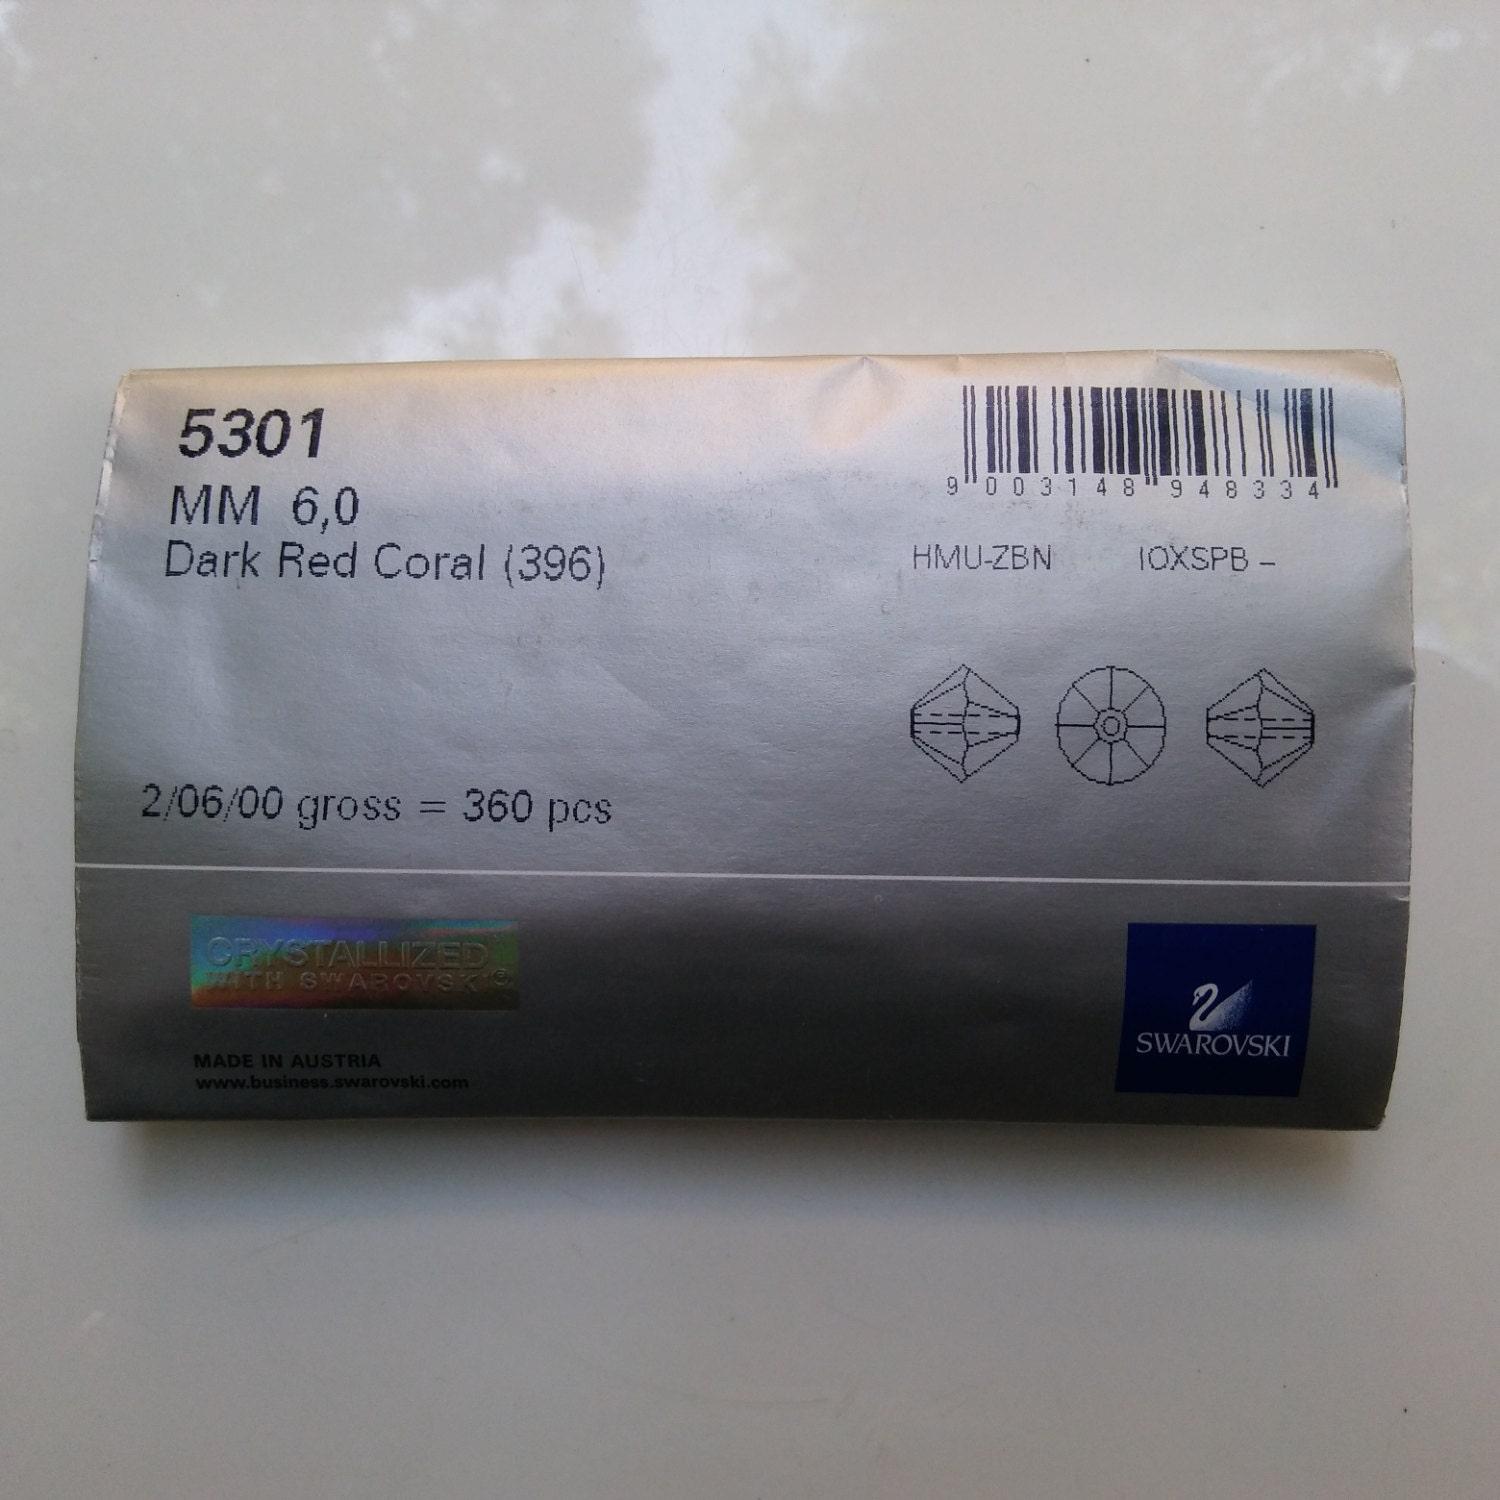 5301
MM 6,0
Dark Red Coral (396)
9 003148 948334
HMU-ZBN IOXSPB –
2/06/00 gross = 360 pcs
CRYSTALLIZED™
WITH SWAROVSKI®
MADE IN AUSTRIA
www.business.swarovski.com
SWAROVSKI